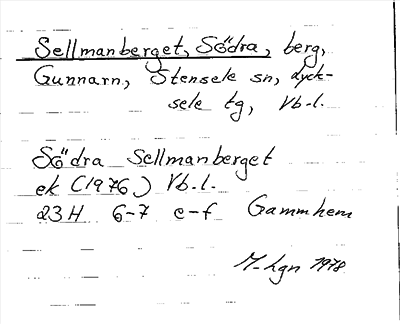 Sellmanberget, Södra, berg,
Gunnarn, Stensele sn, Lyck-
sele tg, Vb.l.
Södra Sellmanberget
ek (1976) Vb.l.
23H 6-7 e-f Gammhem
M-Lgn 1978